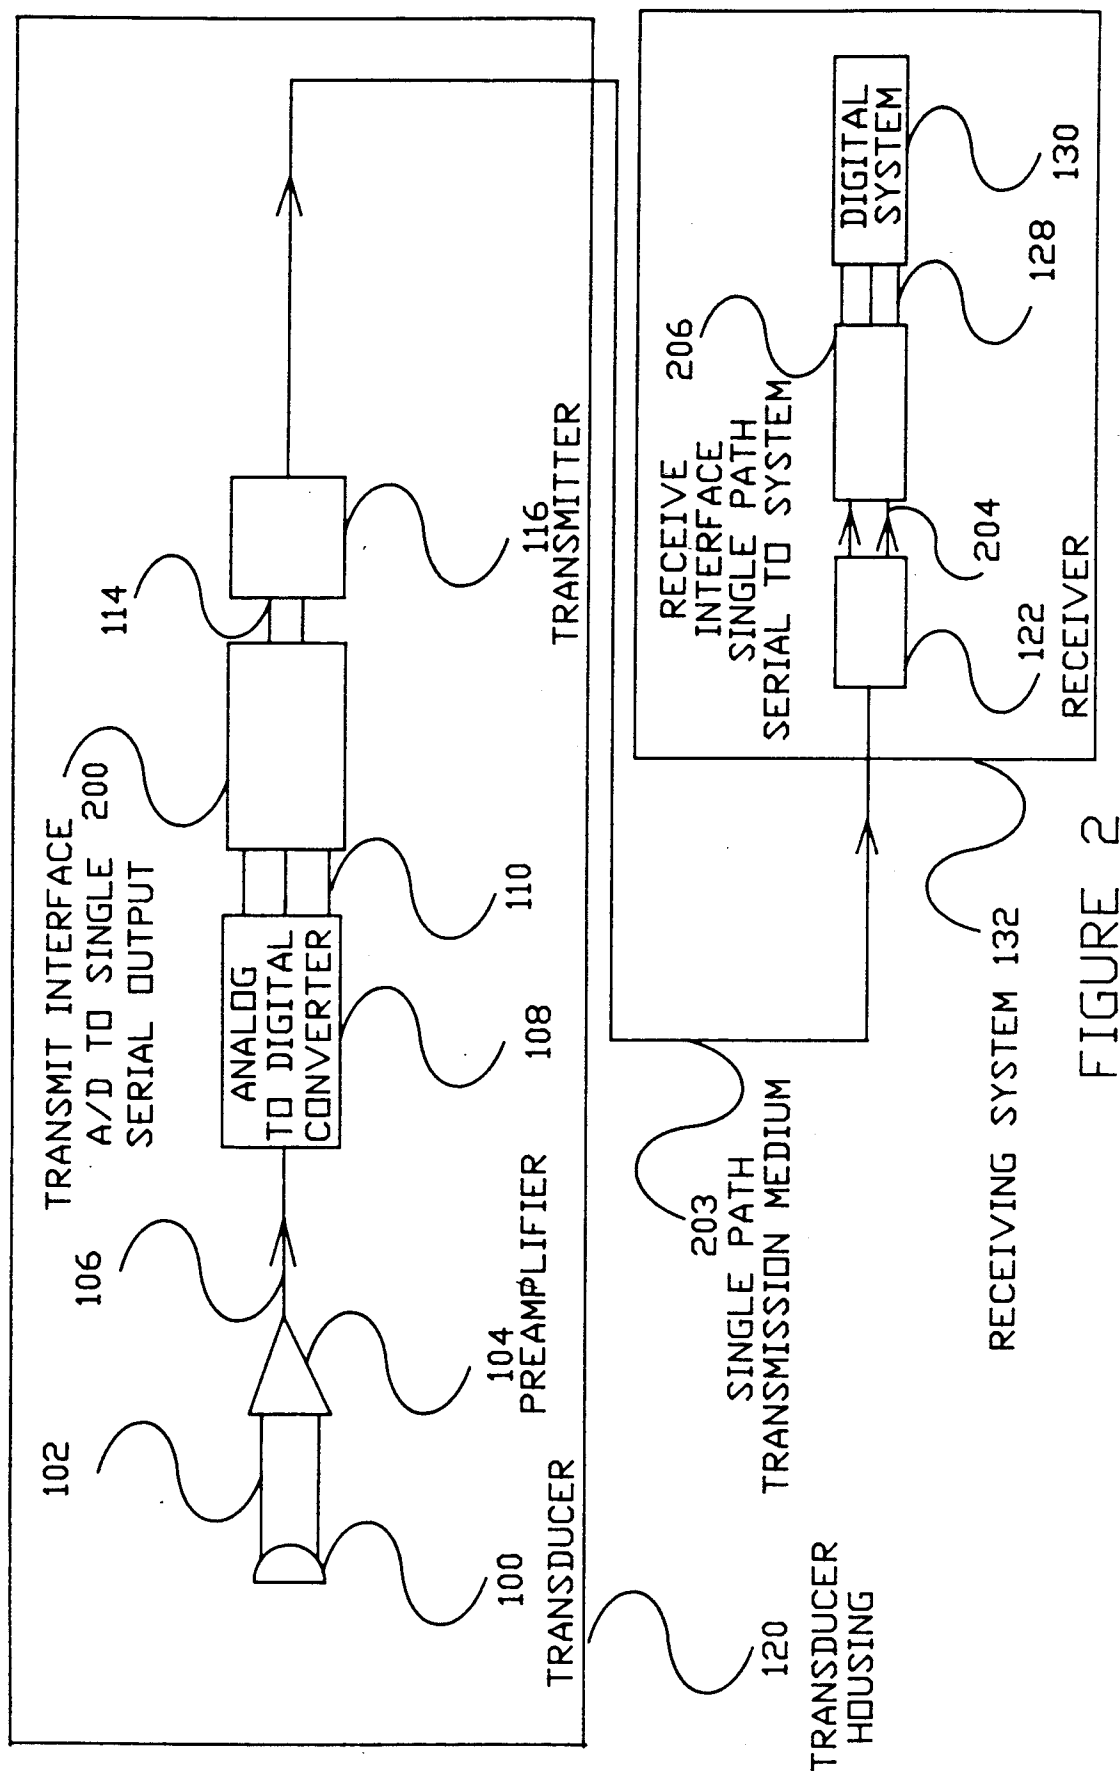 TRANSMIT INTERFACE
A/D TO SINGLE 200
SERIAL OUTPUT
114
106
102
ANALOG
TO DIGITAL
CONVERTER
100
104
PREAMPLIFIER
108
110
116
TRANSMITTER
TRANSDUCER
120
TRANSDUCER
HOUSING
203
SINGLE PATH
TRANSMISSION MEDIUM
RECEIVE
INTERFACE
SINGLE PATH
SERIAL TO SYSTEM
206
DIGITAL
SYSTEM
122
204
128
130
RECEIVER
RECEIVING SYSTEM 132
FIGURE 2